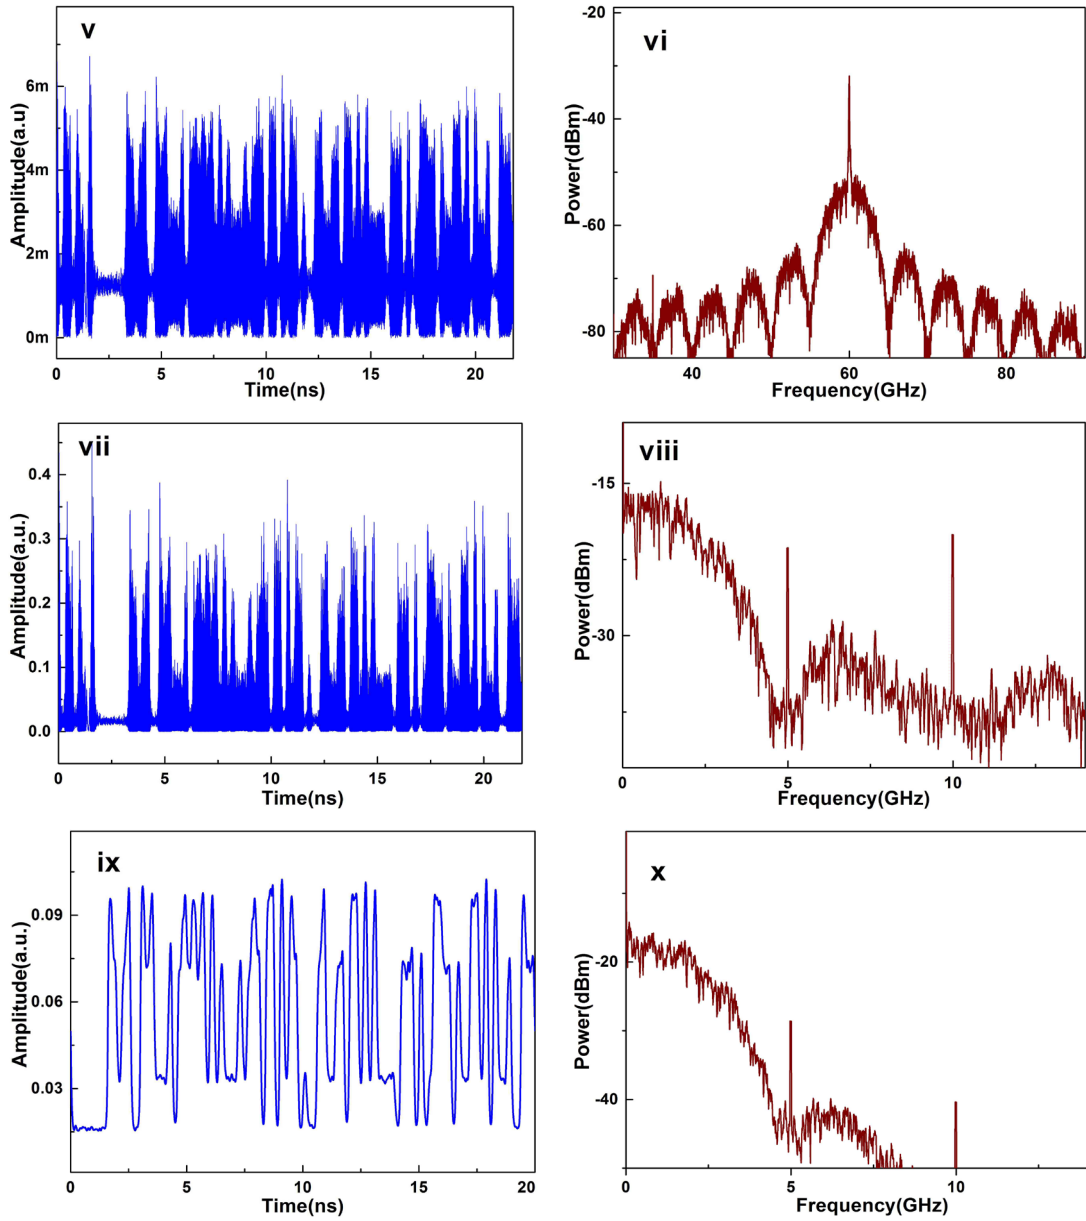 v
Amplitude(a.u)
6m
4m
2m
0m
0 5 10 15 20
Time(ns)
vi
Power(dBm)
-20
-40
-60
-80
40 60 80
Frequency(GHz)
vii
Amplitude(a.u.)
0.4
0.3
0.2
0.1
0.0
0 5 10 15 20
Time(ns)
viii
Power(dBm)
-15
-30
0 5 10
Frequency(GHz)
ix
Amplitude(a.u.)
0.09
0.06
0.03
0 5 10 15 20
Time(ns)
x
Power(dBm)
-20
-40
0 5 10
Frequency(GHz)